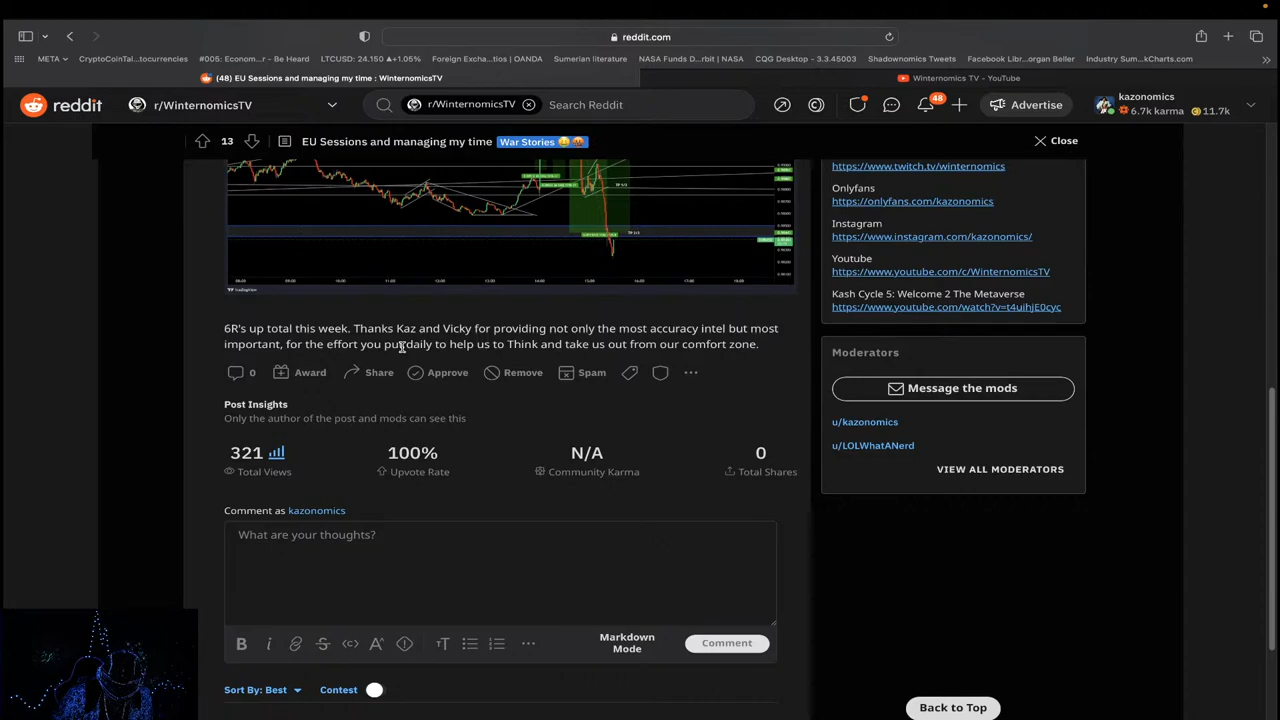 reddit.com
META
CryptoCoinTal...tocurrencies
#005: Econom...r - Be Heard
LTCUSD: 24.150 ▲+1.05%
Foreign Excha...tios | OANDA
Sumerian literature
NASA Funds D...rbit | NASA
CQG Desktop - 3.3.45003
Shadownomics Tweets
Facebook Libr...organ Beller
Industry Sum...kCharts.com
(48) EU Sessions and managing my time : WinternomicsTV
Winternomics TV - YouTube
reddit
r/WinternomicsTV
r/WinternomicsTV
Search Reddit
48
Advertise
kazonomics
6.7k karma
11.7k
13
EU Sessions and managing my time
War Stories
Close
https://www.twitch.tv/winternomics
Onlyfans
https://onlyfans.com/kazonomics
Instagram
https://www.instagram.com/kazonomics/
Youtube
https://www.youtube.com/c/WinternomicsTV
Kash Cycle 5: Welcome 2 The Metaverse
https://www.youtube.com/watch?v=t4uihjE0cyc
6R's up total this week. Thanks Kaz and Vicky for providing not only the most accuracy intel but most
important, for the effort you put daily to help us to Think and take us out from our comfort zone.
0
Award
Share
Approve
Remove
Spam
Post Insights
Only the author of the post and mods can see this
321
100%
N/A
0
Total Views
Upvote Rate
Community Karma
Total Shares
Moderators
Message the mods
u/kazonomics
u/LOLWhatANerd
VIEW ALL MODERATORS
Comment as kazonomics
What are your thoughts?
Markdown
Mode
Comment
Sort By: Best
Contest
Back to Top